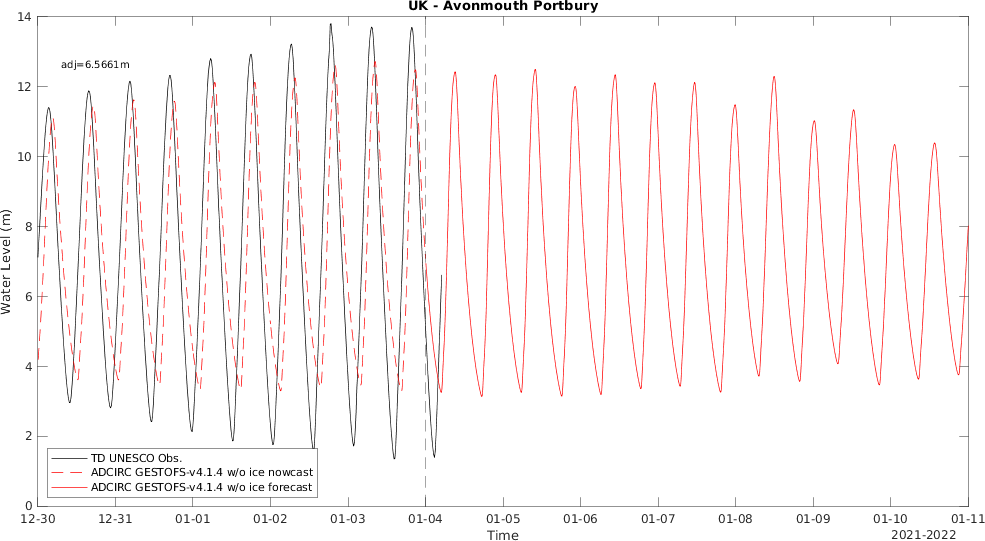 UK - Avonmouth Portbury
14
12
10
8
6
4
2
0
Water Level (m)
adj=6.5661m
TD UNESCO Obs.
ADCIRC GESTOFS-v4.1.4 w/o ice nowcast
ADCIRC GESTOFS-v4.1.4 w/o ice forecast
12-30 12-31 01-01 01-02 01-03 01-04 01-05 01-06 01-07 01-08 01-09 01-10 01-11
Time
2021-2022